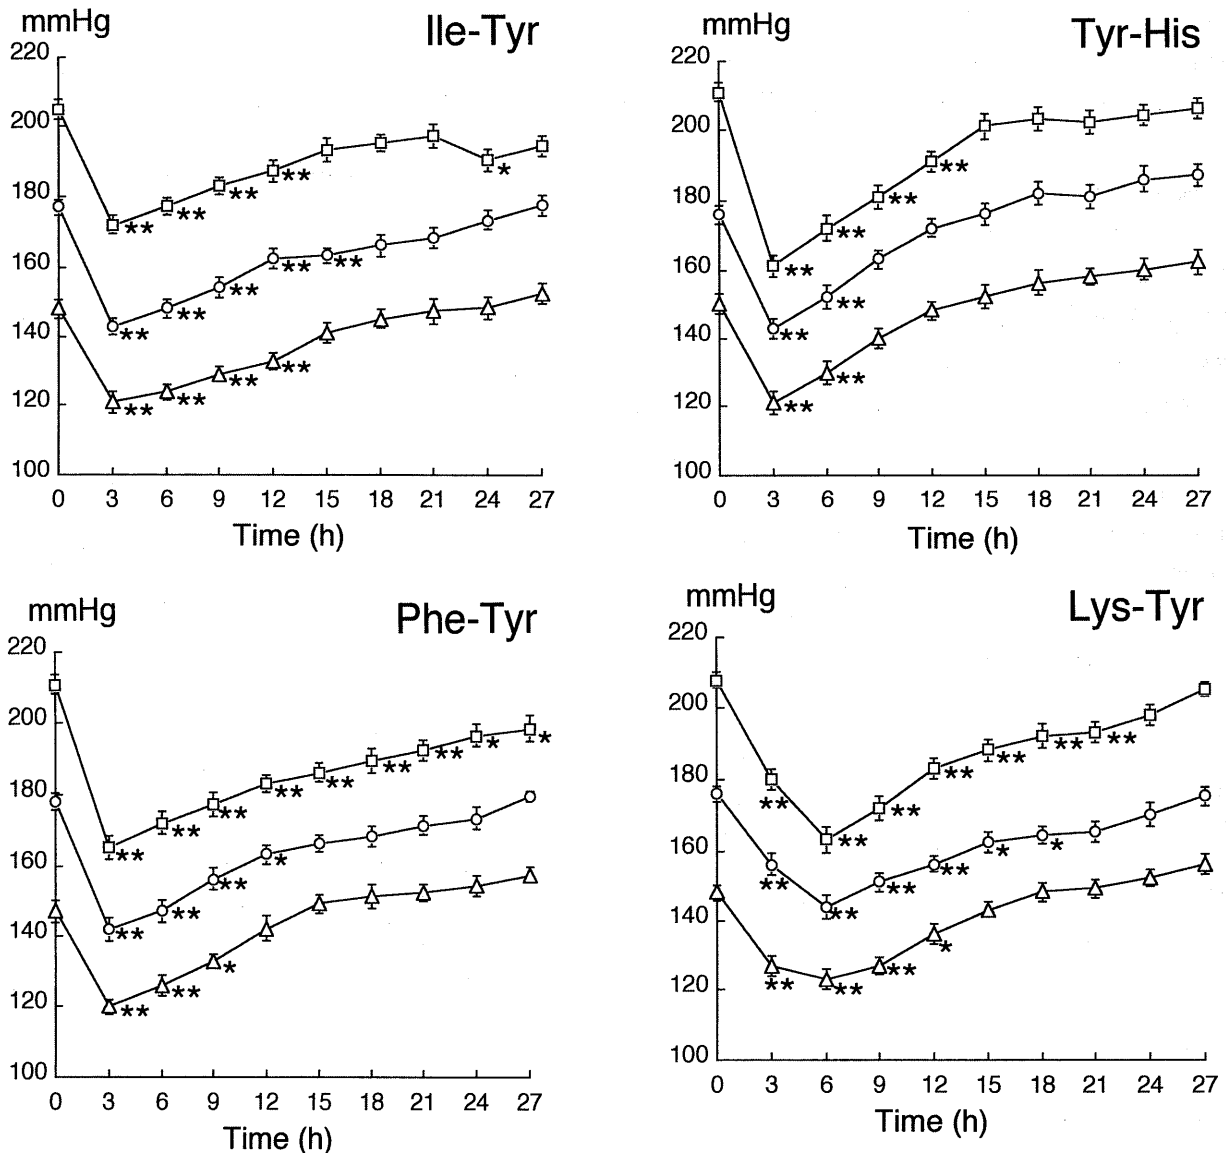 mmHg
Ile-Tyr
220
200
180
160
140
120
100
** ** ** ** *
** ** ** ** **
** ** ** **
0 3 6 9 12 15 18 21 24 27
Time (h)
mmHg
Tyr-His
220
200
180
160
140
120
100
** ** ** **
** **
** **
0 3 6 9 12 15 18 21 24 27
Time (h)
mmHg
Phe-Tyr
220
200
180
160
140
120
100
** ** ** ** ** ** ** * *
** ** ** *
** ** *
0 3 6 9 12 15 18 21 24 27
Time (h)
mmHg
Lys-Tyr
220
200
180
160
140
120
100
** ** ** ** ** ** **
** ** ** ** * *
** ** ** *
0 3 6 9 12 15 18 21 24 27
Time (h)